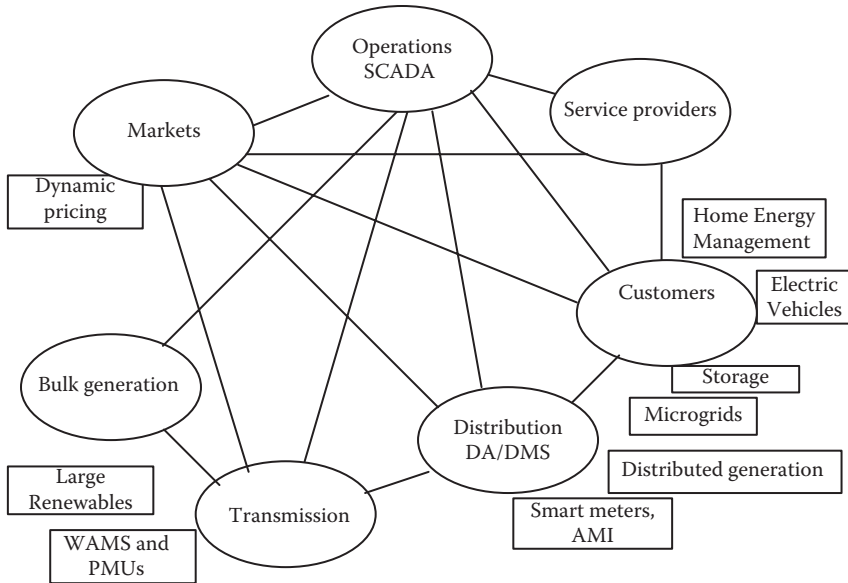 Operations
SCADA
Service providers
Markets
Dynamic
pricing
Home Energy
Management
Customers
Electric
Vehicles
Storage
Bulk generation
Microgrids
Distribution
DA/DMS
Distributed generation
Large
Renewables
Transmission
Smart meters,
AMI
WAMS and
PMUs